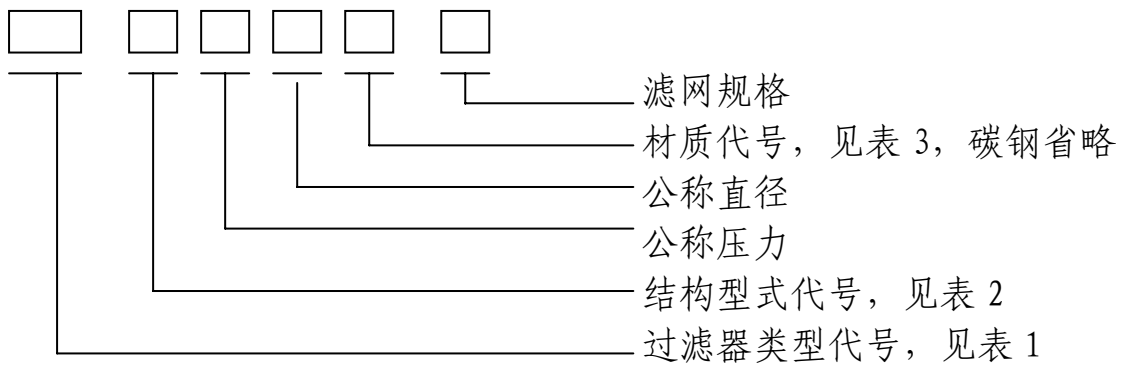 滤网规格
材质代号，见表 3，碳钢省略
公称直径
公称压力
结构型式代号，见表 2
过滤器类型代号，见表 1